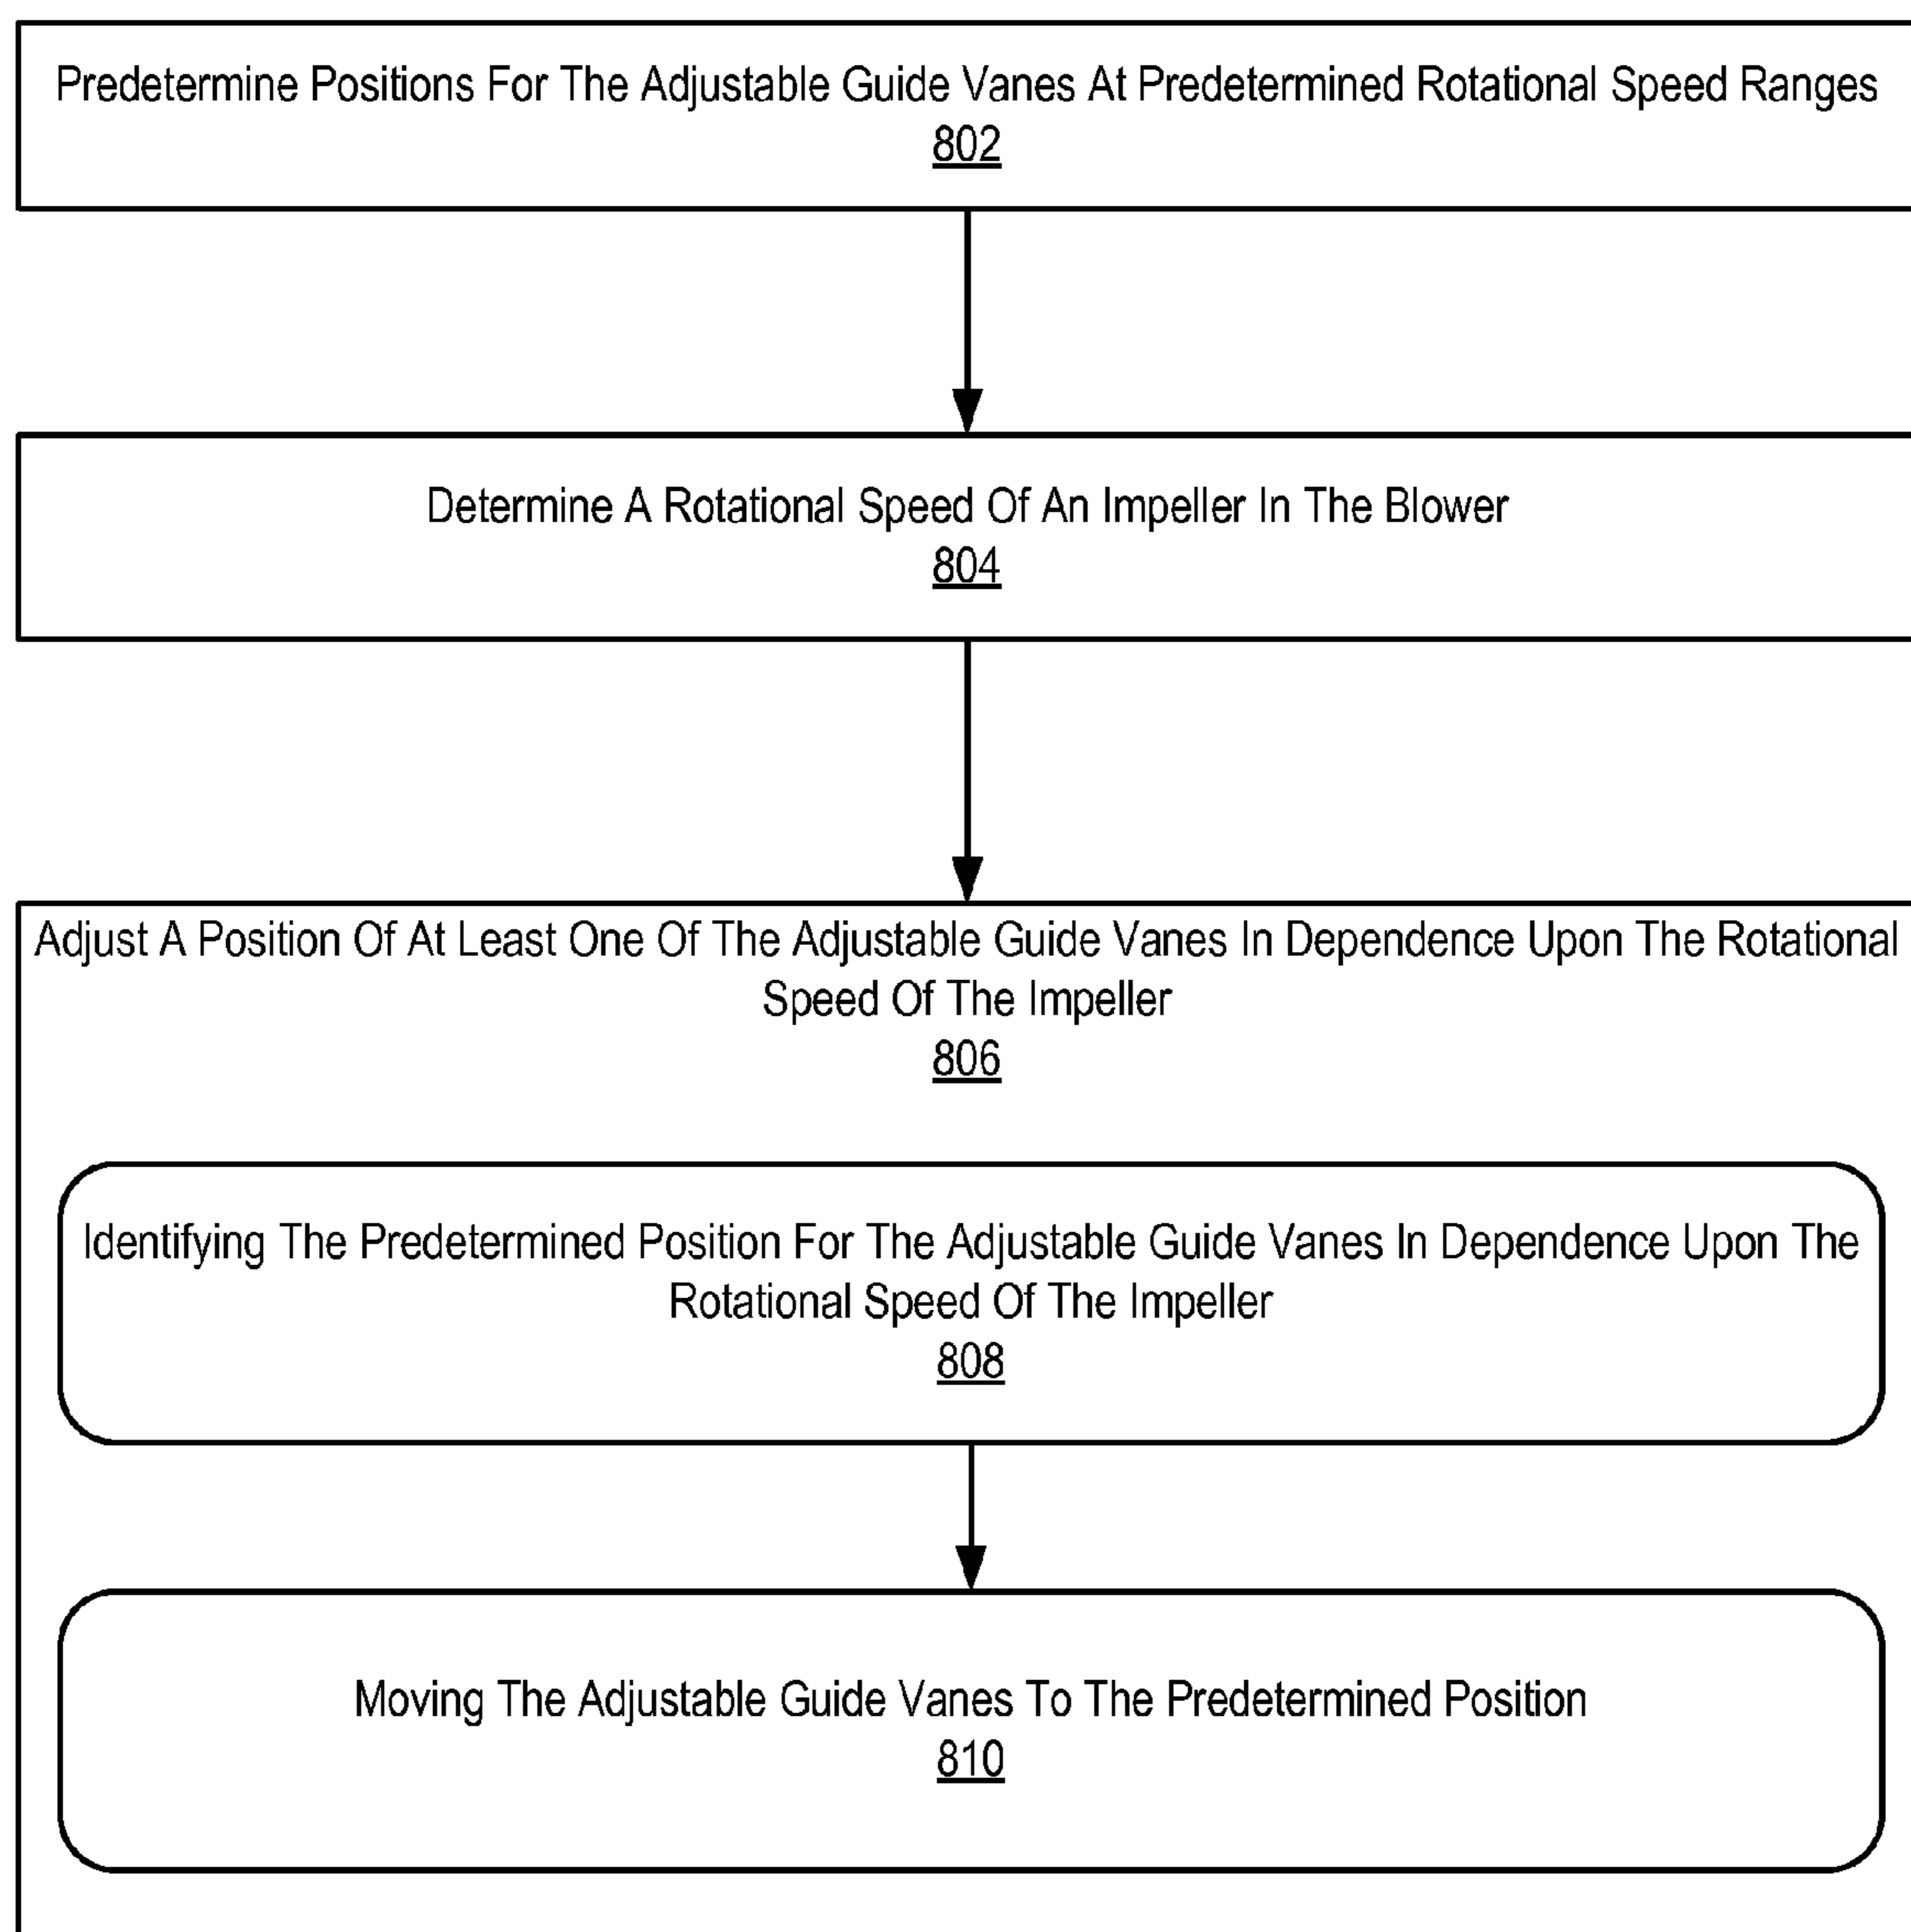 Predetermine Positions For The Adjustable Guide Vanes At Predetermined Rotational Speed Ranges
802
Determine A Rotational Speed Of An Impeller In The Blower
804
Adjust A Position Of At Least One Of The Adjustable Guide Vanes In Dependence Upon The Rotational
Speed Of The Impeller
806
Identifying The Predetermined Position For The Adjustable Guide Vanes In Dependence Upon The
Rotational Speed Of The Impeller
808
Moving The Adjustable Guide Vanes To The Predetermined Position
810